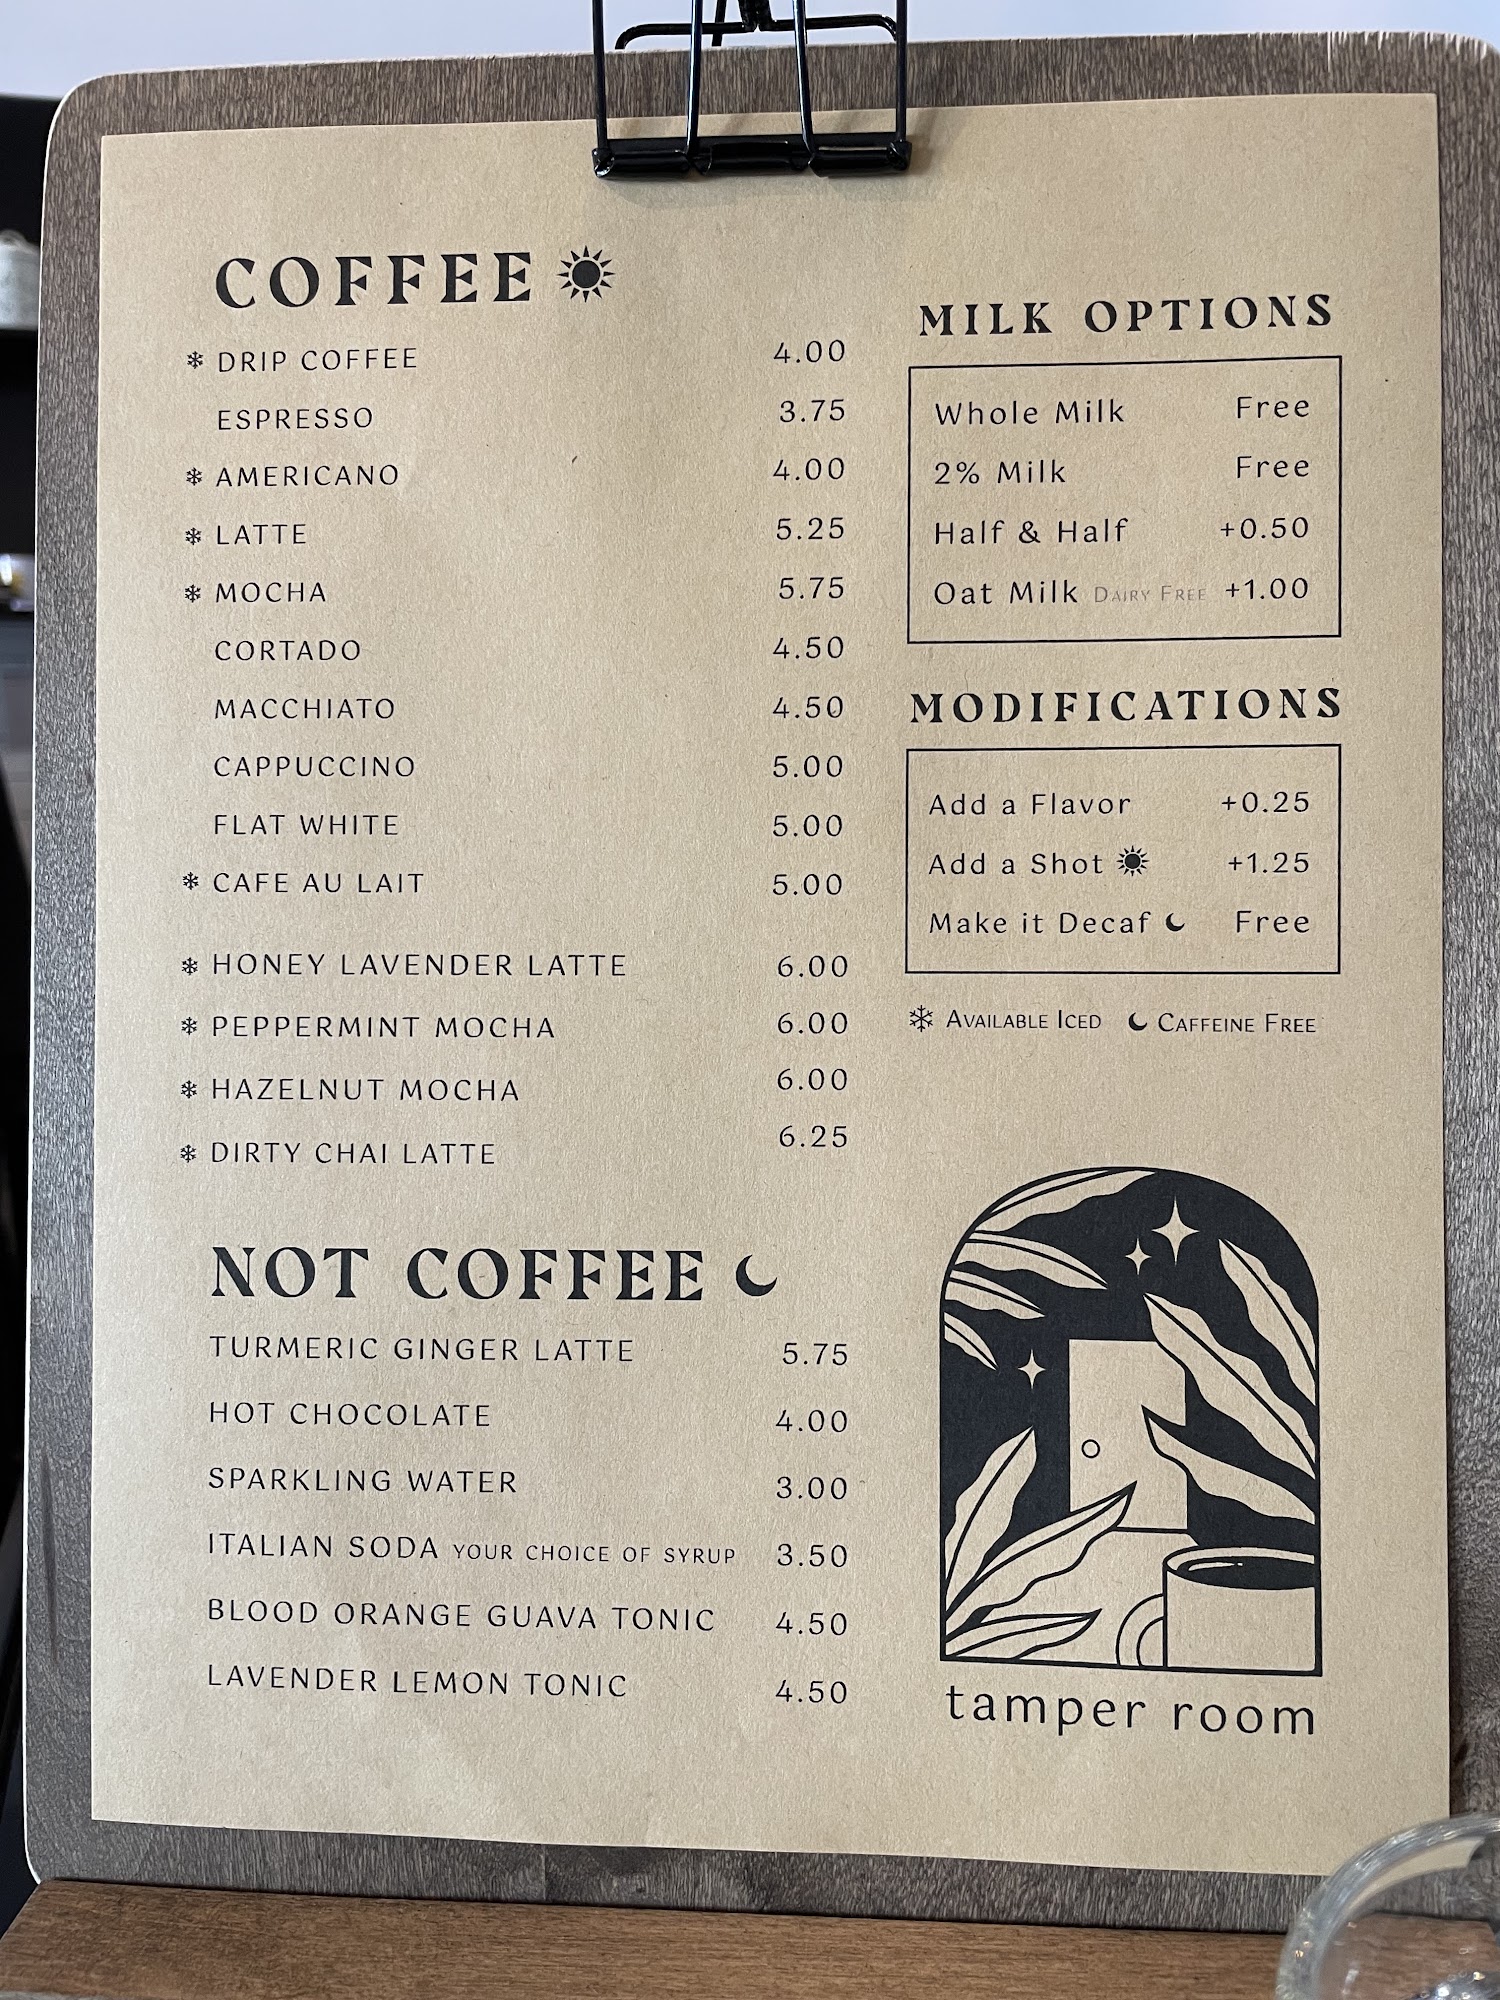 COFFEE
DRIP COFFEE 4.00
ESPRESSO 3.75
AMERICANO 4.00
LATTE 5.25
MOCHA 5.75
CORTADO 4.50
MACCHIATO 4.50
CAPPUCCINO 5.00
FLAT WHITE 5.00
CAFE AU LAIT 5.00
HONEY LAVENDER LATTE 6.00
PEPPERMINT MOCHA 6.00
HAZELNUT MOCHA 6.00
DIRTY CHAI LATTE 6.25
NOT COFFEE
TURMERIC GINGER LATTE 5.75
HOT CHOCOLATE 4.00
SPARKLING WATER 3.00
ITALIAN SODA YOUR CHOICE OF SYRUP 3.50
BLOOD ORANGE GUAVA TONIC 4.50
LAVENDER LEMON TONIC 4.50
MILK OPTIONS
Whole Milk Free
2% Milk Free
Half & Half +0.50
Oat Milk DAIRY FREE +1.00
MODIFICATIONS
Add a Flavor +0.25
Add a Shot +1.25
Make it Decaf Free
AVAILABLE ICED CAFFEINE FREE
tamper room